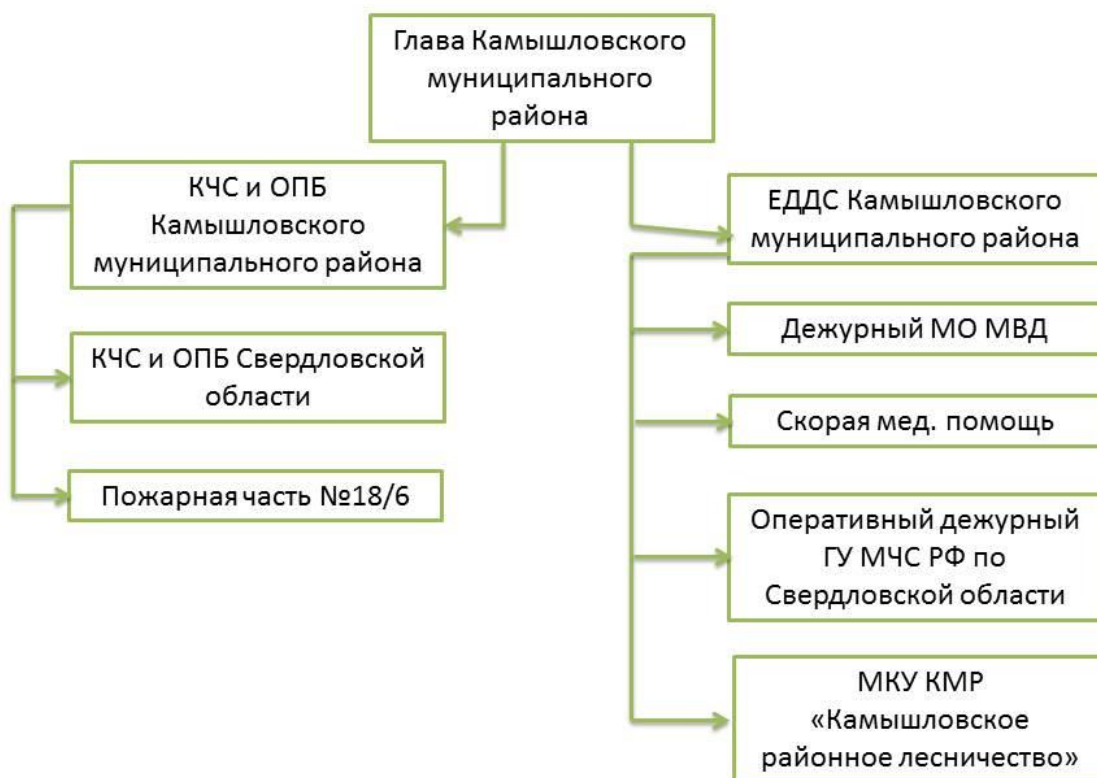 Глава Камышловского
муниципального
района
КЧС и ОПБ
Камышловского
муниципального района
КЧС и ОПБ Свердловской
области
Пожарная часть №18/6
ЕДДС Камышловского
муниципального района
Дежурный МО МВД
Скорая мед. помощь
Оперативный дежурный
ГУ МЧС РФ по
Свердловской области
МКУ КМР
«Камышловское
районное лесничество»